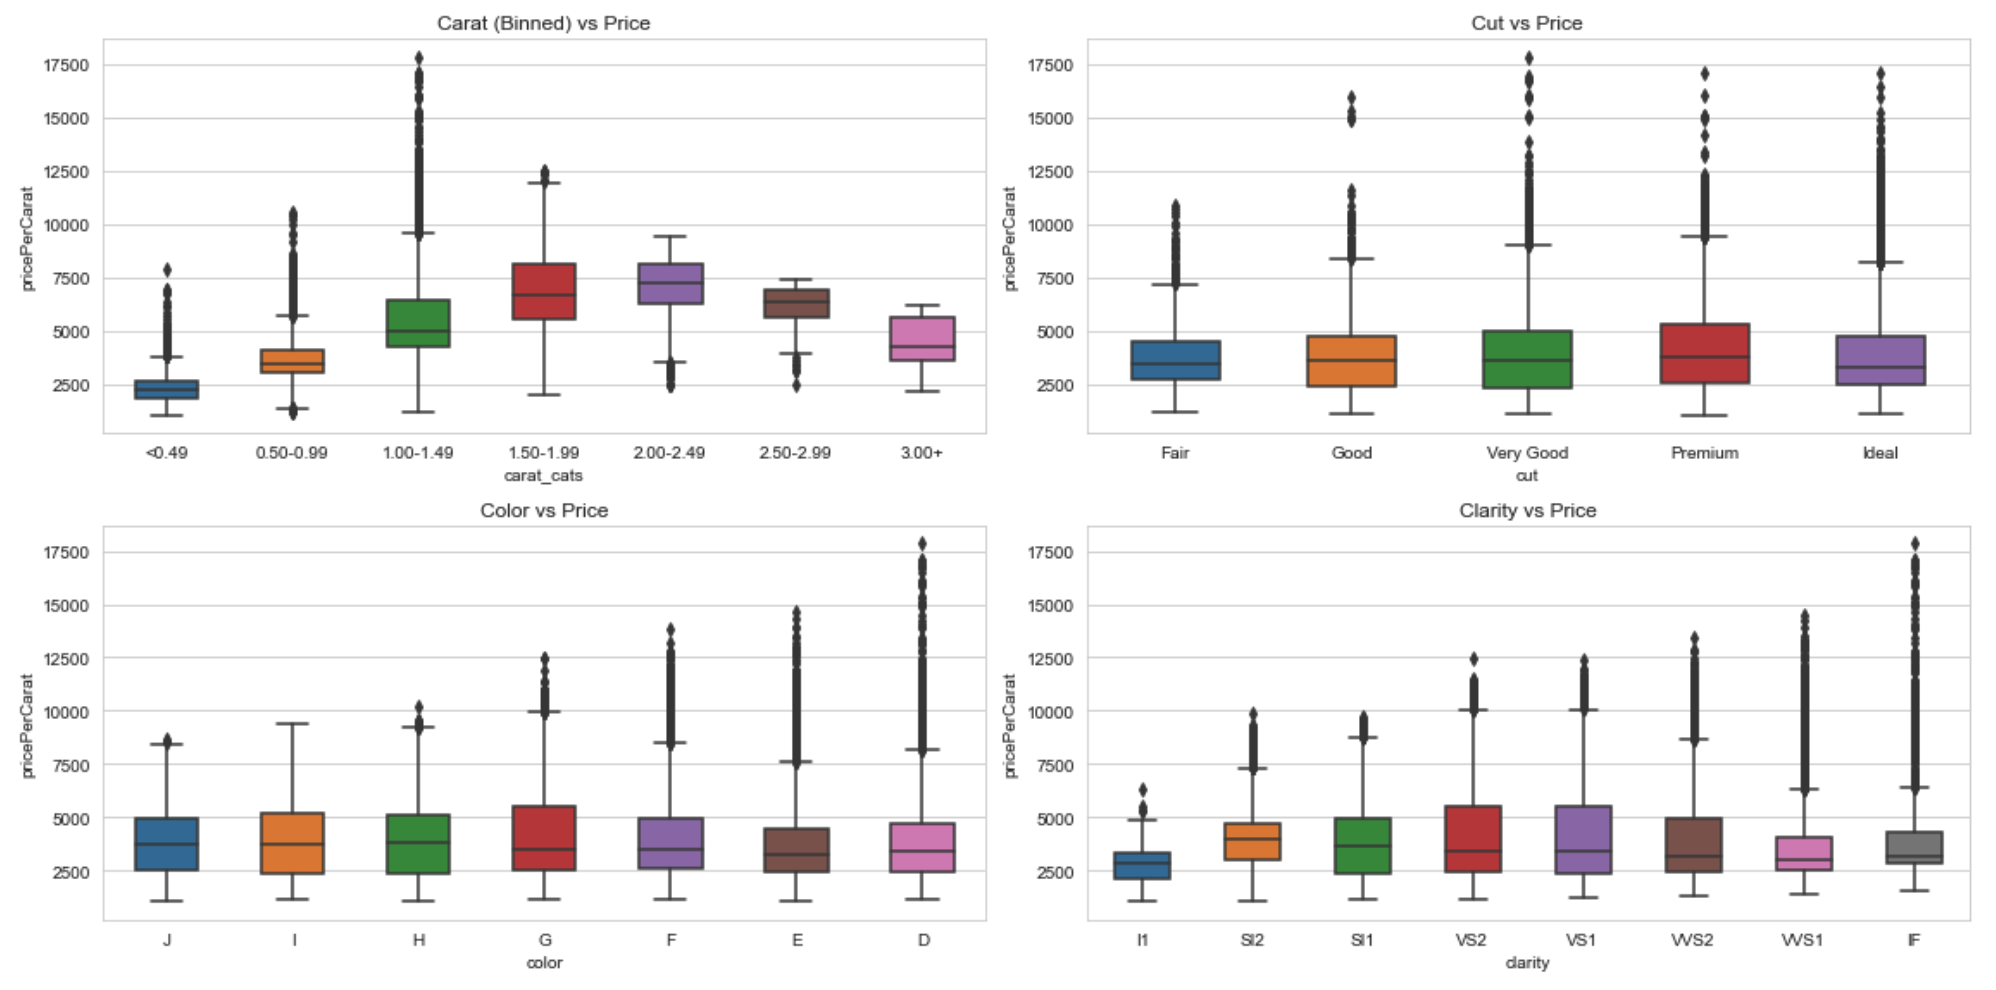 Carat (Binned) vs Price
17500
15000
12500
10000
7500
5000
2500
pricePerCarat
<0.49 0.50-0.99 1.00-1.49 1.50-1.99 2.00-2.49 2.50-2.99 3.00+
carat_cats
Cut vs Price
17500
15000
12500
10000
7500
5000
2500
pricePerCarat
Fair Good Very Good Premium Ideal
cut
Color vs Price
17500
15000
12500
10000
7500
5000
2500
pricePerCarat
J I H G F E D
color
Clarity vs Price
17500
15000
12500
10000
7500
5000
2500
pricePerCarat
I1 SI2 SI1 VS2 VS1 VVS2 VVS1 IF
clarity